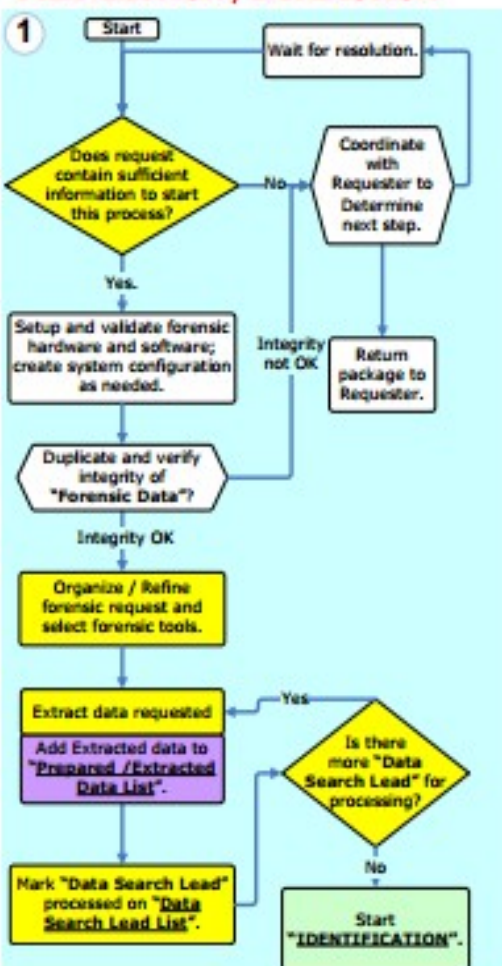 1
Start
Wait for resolution.
Does request
contain sufficient
information to start
this process?
No
Coordinate
with
Requester to
Determine
next step.
Yes.
Setup and validate forensic
hardware and software;
create system configuration
as needed.
Integrity
not OK
Return
package to
Requester.
Duplicate and verify
integrity of
"Forensic Data"?
Integrity OK
Organize / Refine
forensic request and
select forensic tools.
Extract data requested
Yes
Add Extracted data to
"Prepared /Extracted
Data List".
Is there
more "Data
Search Lead" for
processing?
Mark "Data Search Lead"
processed on "Data
Search Lead List".
No
Start
"IDENTIFICATION".